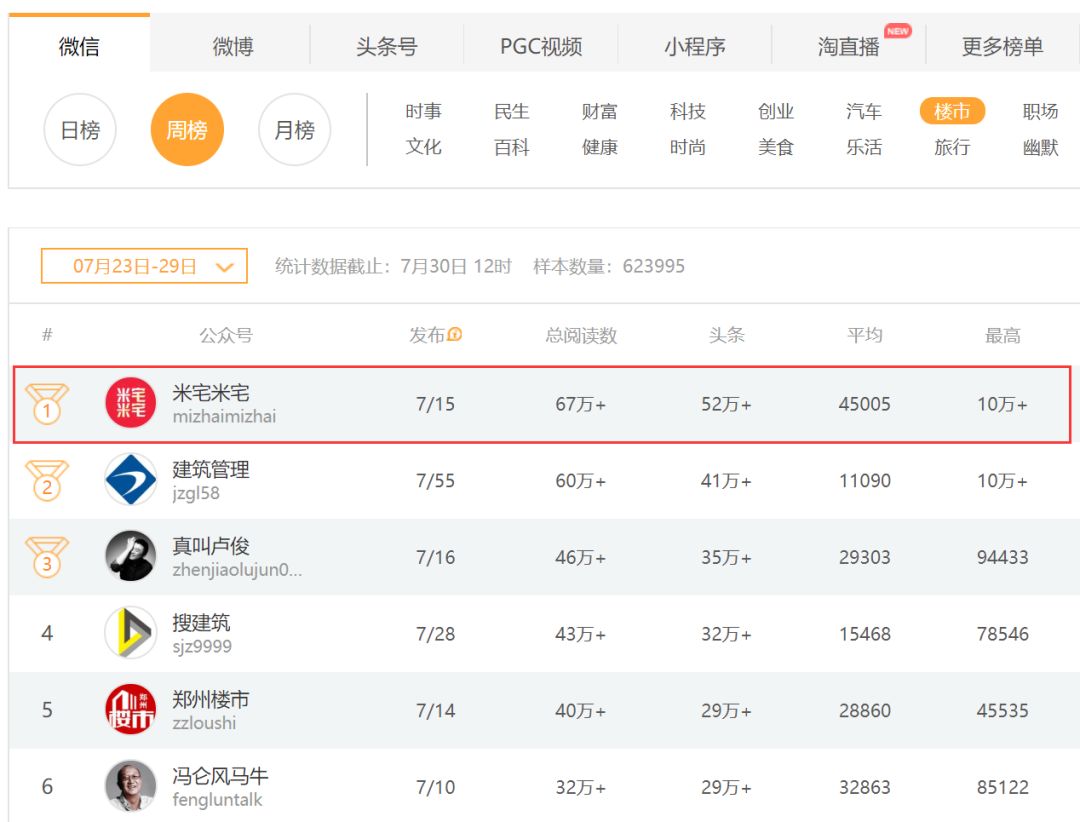 微信 微博 头条号 PGC视频 小程序 淘直播 NEW 更多榜单
日榜 周榜 月榜
时事 民生 财富 科技 创业 汽车 楼市 职场
文化 百科 健康 时尚 美食 乐活 旅行 幽默
07月23日-29日 统计数据截止：7月30日 12时 样本数量：623995
# 公众号 发布 总阅读数 头条 平均 最高
1 米宅米宅 米宅米宅 7/15 67万+ 52万+ 45005 10万+
mizhaimizhai
2 建筑管理 7/55 60万+ 41万+ 11090 10万+
jzgl58
3 真叫卢俊 7/16 46万+ 35万+ 29303 94433
zhenjiaolujun0...
4 搜建筑 7/28 43万+ 32万+ 15468 78546
sjz9999
5 郑州楼市 郑州楼市 7/14 40万+ 29万+ 28860 45535
zzloushi
6 冯仑风马牛 7/10 32万+ 29万+ 32863 85122
fengluntalk